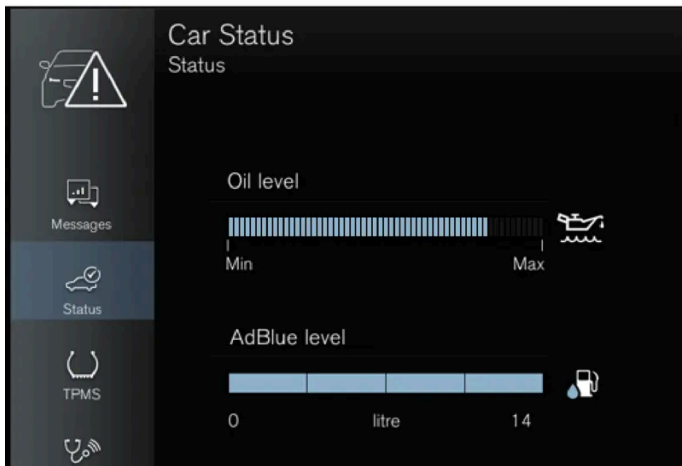 Car Status
Status
Messages
Status
TPMS
Oil level
Min Max
AdBlue level
0 litre 14